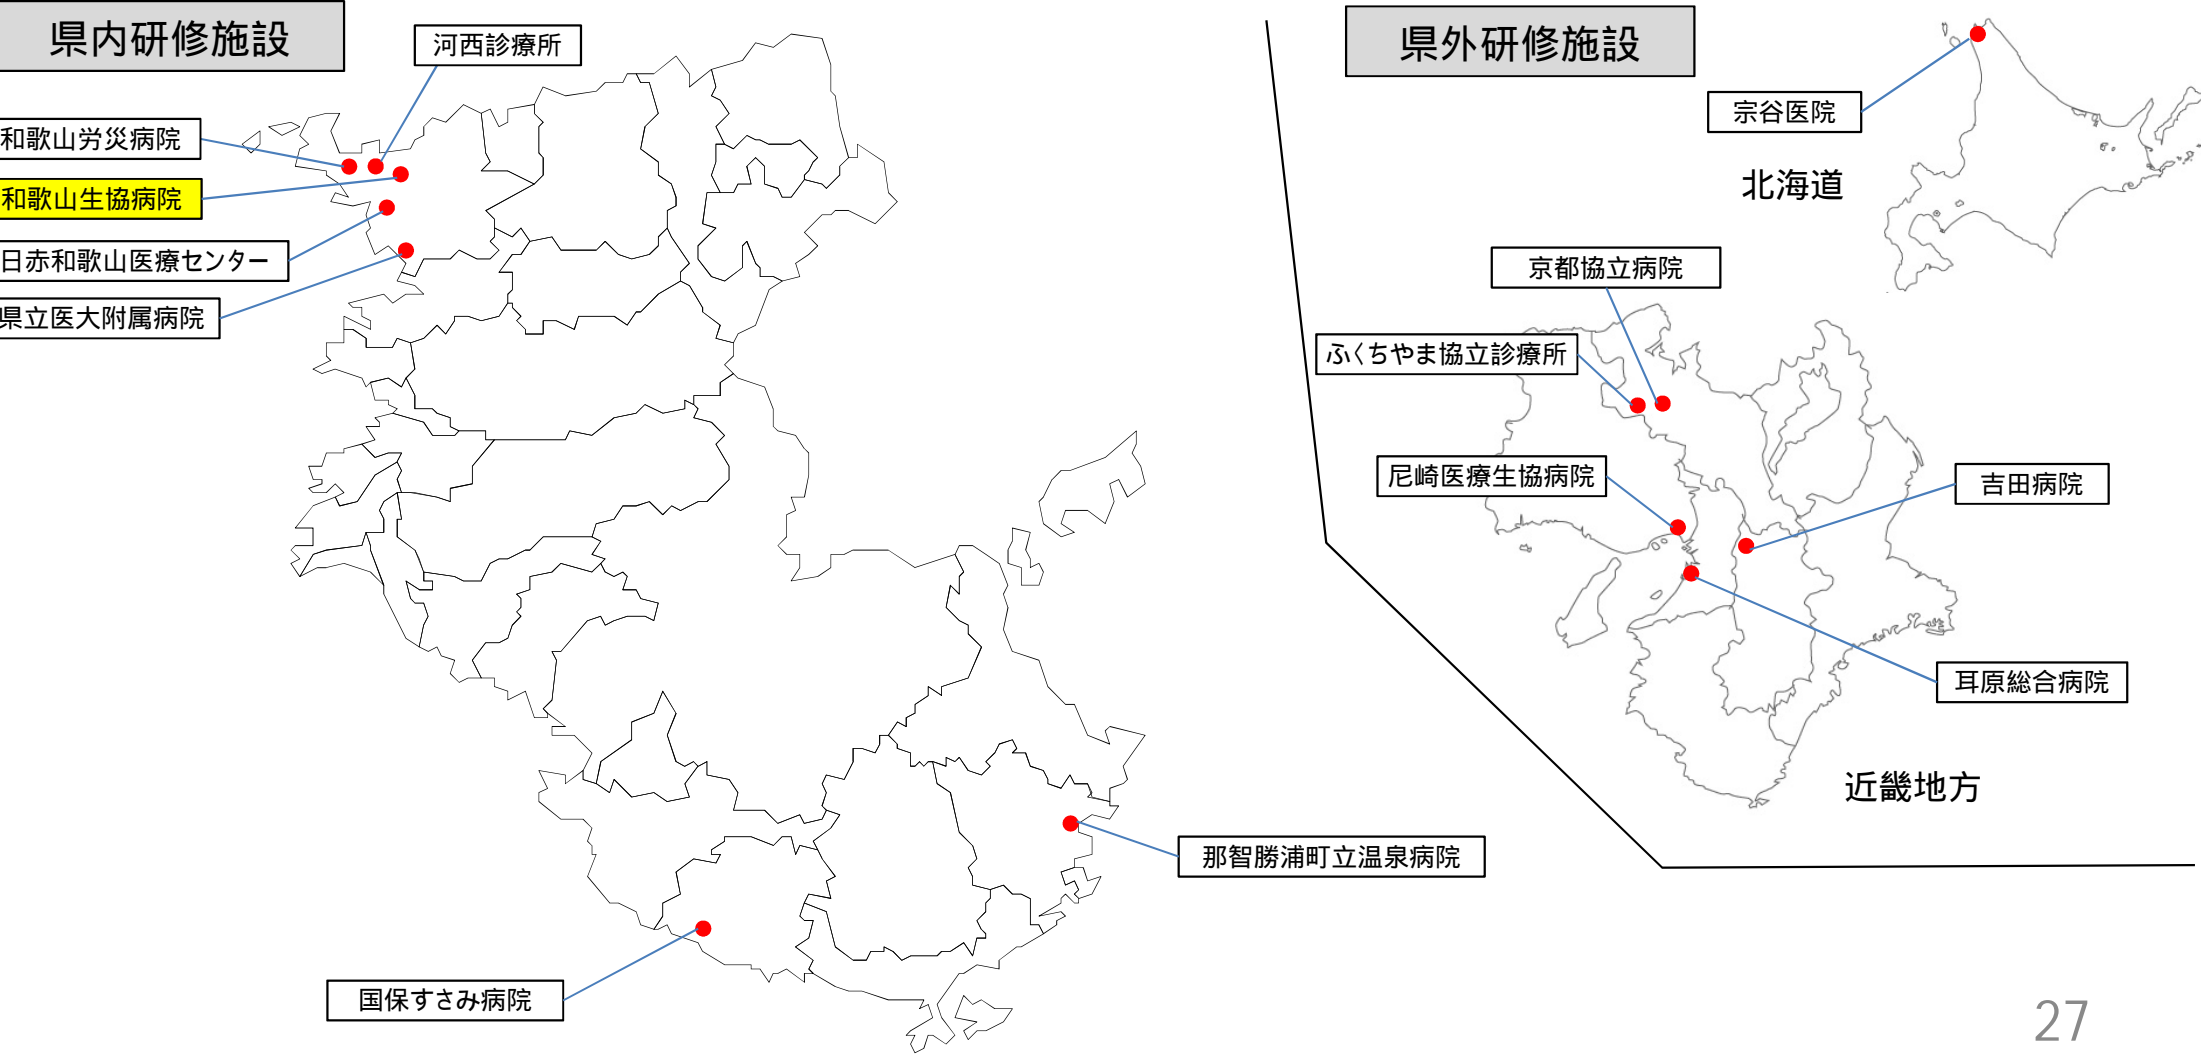 県内研修施設
河西診療所
和歌山労災病院
和歌山生協病院
日赤和歌山医療センター
県立医大附属病院
国保すさみ病院
那智勝浦町立温泉病院
県外研修施設
宗谷医院
北海道
京都協立病院
ふくちやま協立診療所
尼崎医療生協病院
吉田病院
耳原総合病院
近畿地方
27